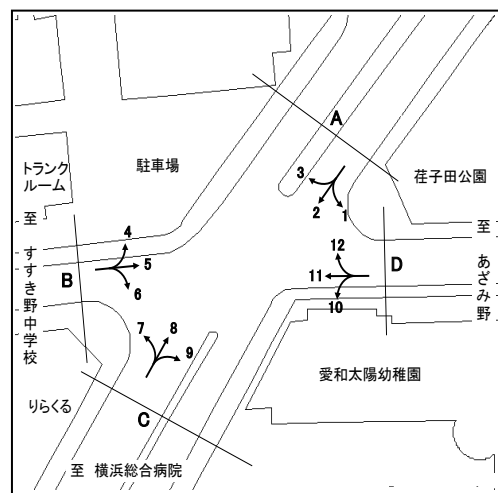 A
駐車場
荏子田公園
トランク
ルーム
3
2
1
至 すすき野中学校
至 あざみ野
4
5
6
B
12
11
10
D
7
8
9
C
りらくる
愛和太陽幼稚園
至 横浜総合病院